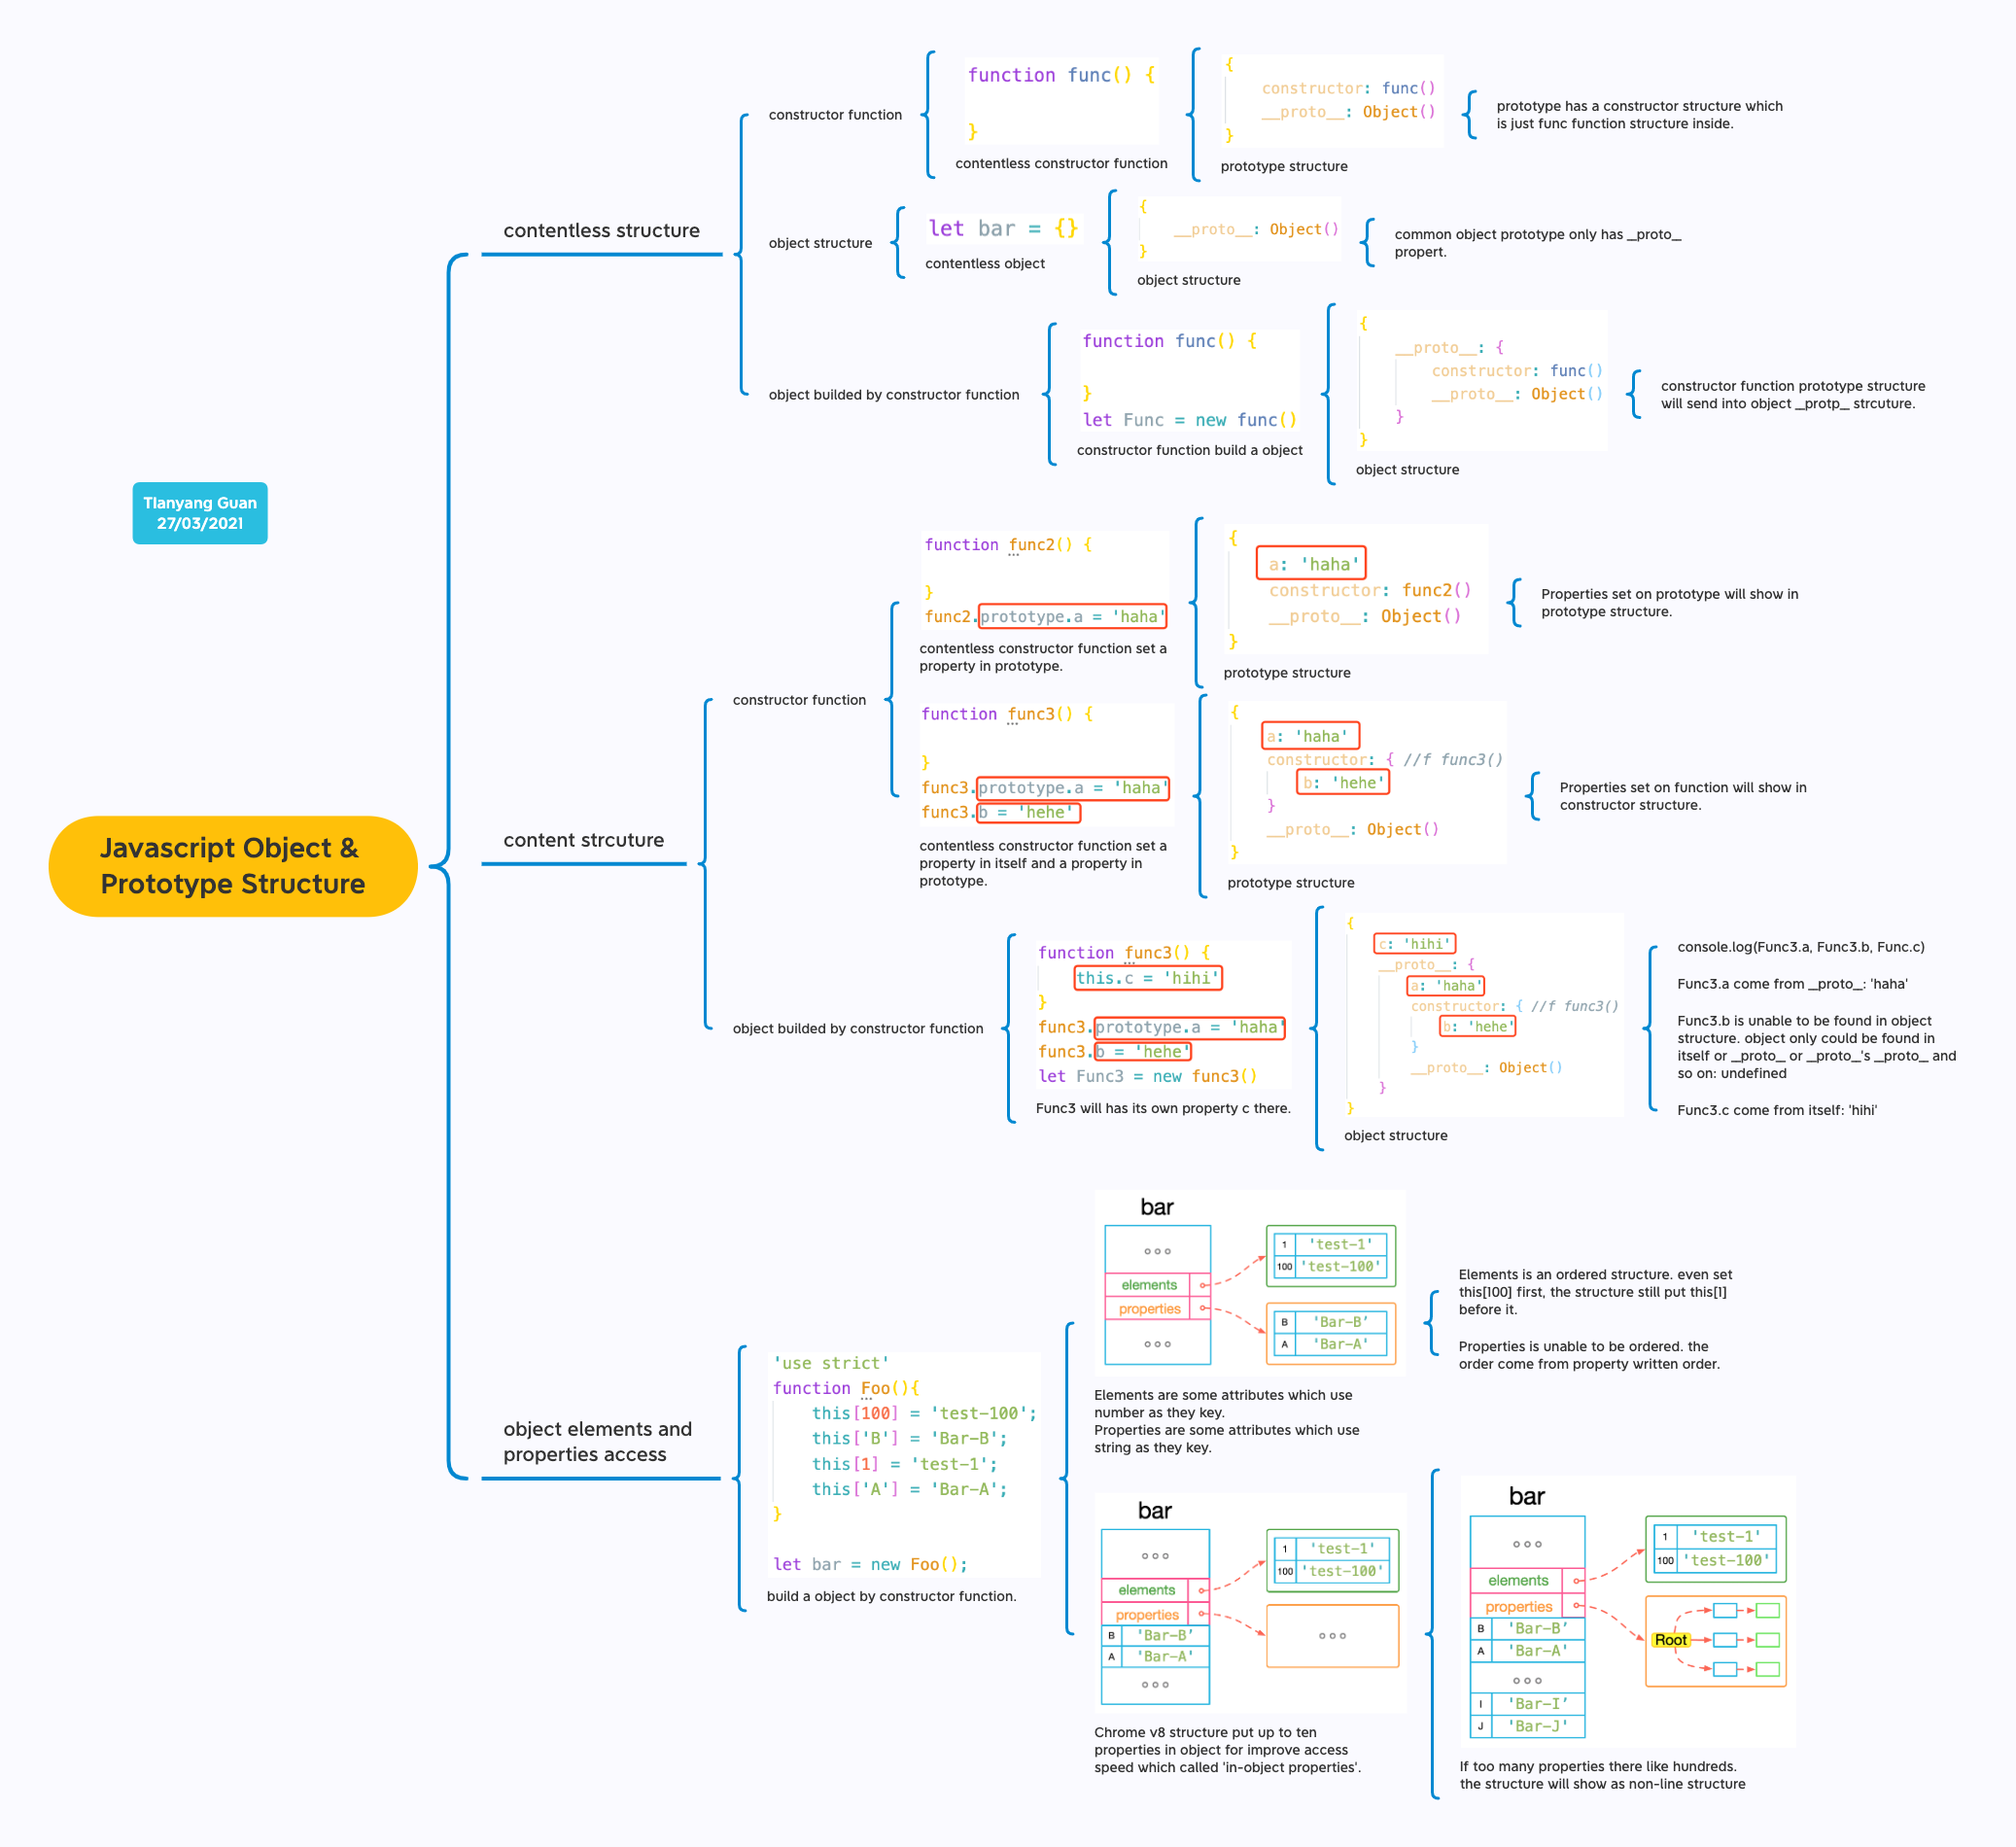 function func() {
}
contentless constructor function
{
constructor: func()
__proto__: Object()
}
prototype structure
prototype has a constructor structure which
is just func function structure inside.
constructor function
contentless structure
object structure
let bar = {}
contentless object
{
__proto__: Object()
}
object structure
common object prototype only has _proto_
propert.
object builded by constructor function
function func() {
}
let Func = new func()
constructor function build a object
{
__proto__: {
constructor: func()
__proto__: Object()
}
}
object structure
constructor function prototype structure
will send into object _protp_ strcuture.
TIanyang Guan
27/03/2021
Javascript Object &
Prototype Structure
content strcuture
constructor function
function func2() {
}
func2.prototype.a = 'haha'
contentless constructor function set a
property in prototype.
{
a: 'haha'
constructor: func2()
__proto__: Object()
}
prototype structure
Properties set on prototype will show in
prototype structure.
function func3() {
}
func3.prototype.a = 'haha'
func3.b = 'hehe'
contentless constructor function set a
property in itself and a property in
prototype.
{
a: 'haha'
constructor: { //f func3()
b: 'hehe'
}
__proto__: Object()
}
prototype structure
Properties set on function will show in
constructor structure.
object builded by constructor function
function func3() {
this.c = 'hihi'
}
func3.prototype.a = 'haha'
func3.b = 'hehe'
let Func3 = new func3()
Func3 will has its own property c there.
{
c: 'hihi'
__proto__: {
a: 'haha'
constructor: { //f func3()
b: 'hehe'
}
__proto__: Object()
}
}
object structure
console.log(Func3.a, Func3.b, Func.c)
Func3.a come from _proto_: 'haha'
Func3.b is unable to be found in object
structure. object only could be found in
itself or _proto_ or _proto_'s _proto_ and
so on: undefined
Func3.c come from itself: 'hihi'
object elements and
properties access
'use strict'
function Foo(){
this[100] = 'test-100';
this['B'] = 'Bar-B';
this[1] = 'test-1';
this['A'] = 'Bar-A';
}
let bar = new Foo();
build a object by constructor function.
bar
elements
properties
1 'test-1'
100 'test-100'
B 'Bar-B'
A 'Bar-A'
Elements are some attributes which use
number as they key.
Properties are some attributes which use
string as they key.
Elements is an ordered structure. even set
this[100] first, the structure still put this[1]
before it.
Properties is unable to be ordered. the
order come from property written order.
bar
elements
properties
B 'Bar-B'
A 'Bar-A'
1 'test-1'
100 'test-100'
Chrome v8 structure put up to ten
properties in object for improve access
speed which called 'in-object properties'.
bar
elements
properties
B 'Bar-B'
A 'Bar-A'
I 'Bar-I'
J 'Bar-J'
1 'test-1'
100 'test-100'
Root
If too many properties there like hundreds.
the structure will show as non-line structure